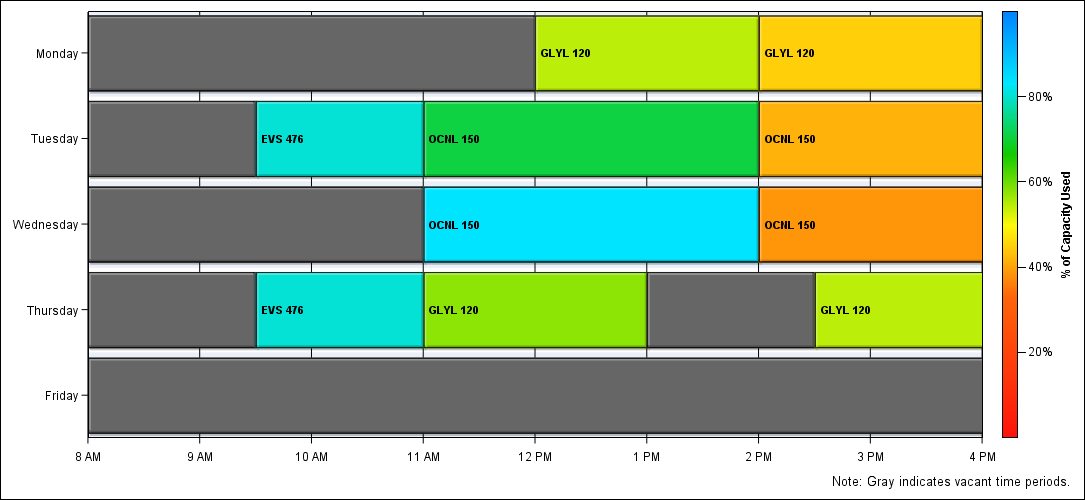 Monday
GLYL 120
GLYL 120
Tuesday
EVS 476
OCNL 150
OCNL 150
Wednesday
OCNL 150
OCNL 150
Thursday
EVS 476
GLYL 120
GLYL 120
Friday
8 AM
9 AM
10 AM
11 AM
12 PM
1 PM
2 PM
3 PM
4 PM
80%
60%
40%
20%
% of Capacity Used
Note: Gray indicates vacant time periods.